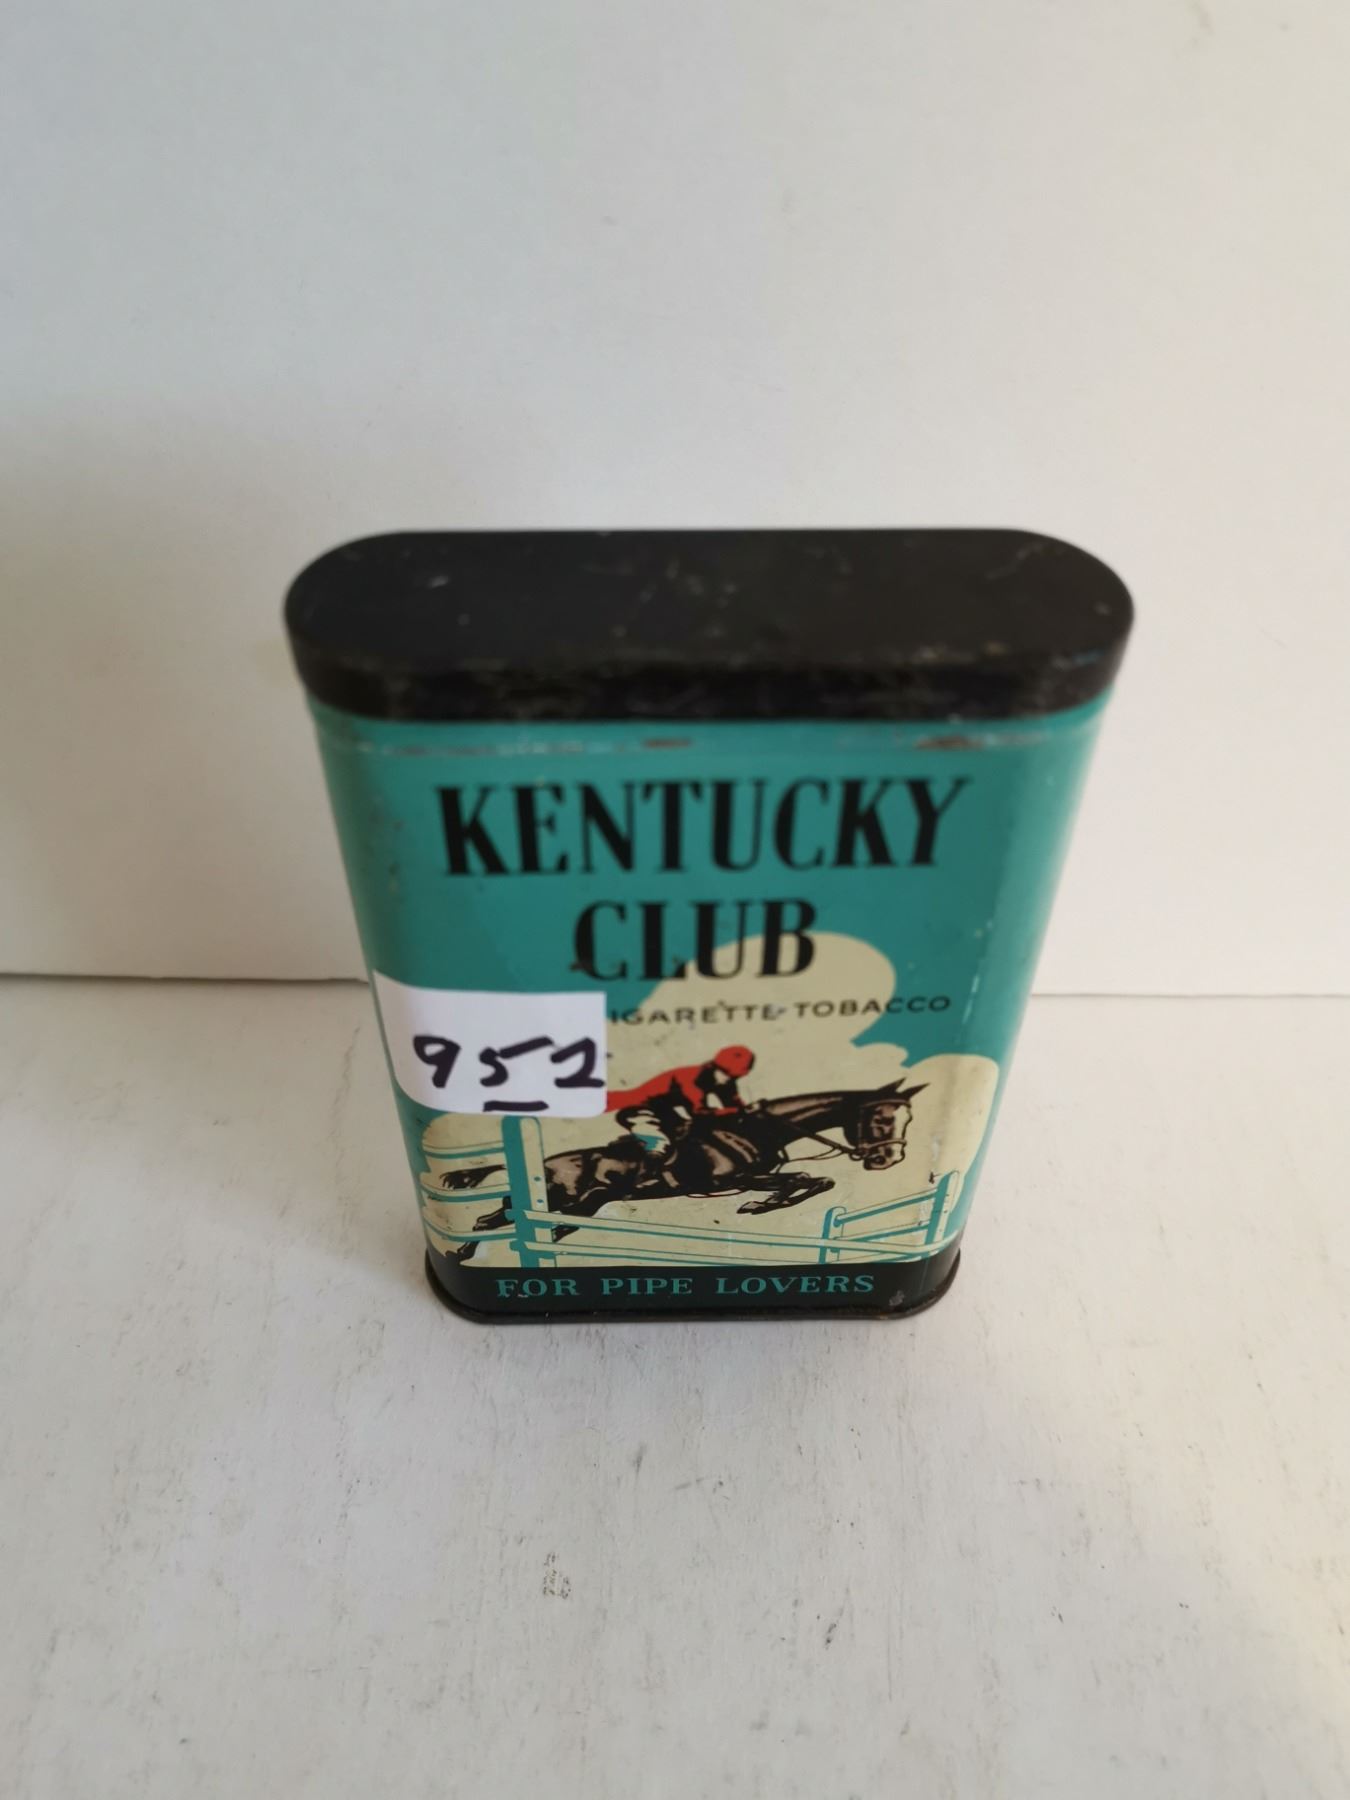 KENTUCKY
CLUB
IGARETTE TOBACCO
952
FOR PIPE LOVERS